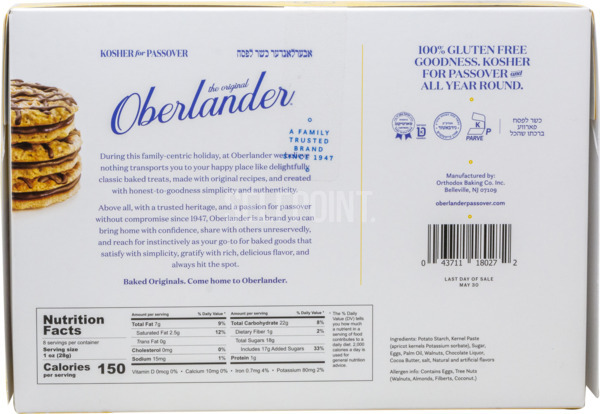 KOSHER for PASSOVER
אבערלאנדער כשר לפסח
the original
Oberlander
A FAMILY
TRUSTED
BRAND
SINCE 1947
During this family-centric holiday, at Oberlander we believe
nothing transports you to your happy place like delightfully
classic baked treats, made with original recipes, and created
with honest-to-goodness simplicity and authenticity.
Above all, with a trusted heritage, and a passion for passover
without compromise since 1947, Oberlander is a brand you can
bring home with confidence, share with others unreservedly,
and reach for instinctively as your go-to for baked goods that
satisfy with simplicity, gratify with rich, delicious flavor, and
always hit the spot.
Baked Originals. Come home to Oberlander.
100% GLUTEN FREE
GOODNESS. KOSHER
FOR PASSOVER and
ALL YEAR ROUND.
K
P
PARVE
כשר לפסח
פארווע
ברכתו שהכל
Manufactured by:
Orthodox Baking Co. Inc.
Belleville, NJ 07109
oberlanderpassover.com
0 43711 18027 2
LAST DAY OF SALE
MAY 30
Nutrition
Facts
8 servings per container
Serving size
1 oz (28g)
Calories 150
per serving
Amount per serving % Daily Value*
Total Fat 7g 9%
Saturated Fat 2.5g 12%
Trans Fat 0g
Cholesterol 0mg 0%
Sodium 15mg 1%
Amount per serving % Daily Value*
Total Carbohydrate 22g 8%
Dietary Fiber 1g 2%
Total Sugars 18g
Includes 17g Added Sugars 33%
Protein 1g
Vitamin D 0mcg 0% • Calcium 10mg 0% • Iron 0.7mg 4% • Potassium 80mg 2%
* The % Daily
Value (DV) tells
you how much
a nutrient in a
serving of food
contributes to a
daily diet. 2,000
calories a day is
used for
general nutrition
advice.
Ingredients: Potato Starch, Kernel Paste
(apricot kernels Potassium sorbate), Sugar,
Eggs, Palm Oil, Walnuts, Chocolate Liquor,
Cocoa Butter, salt, Natural and artificial flavors
Allergen info: Contains Eggs, Tree Nuts
(Walnuts, Almonds, Filberts, Coconut.)